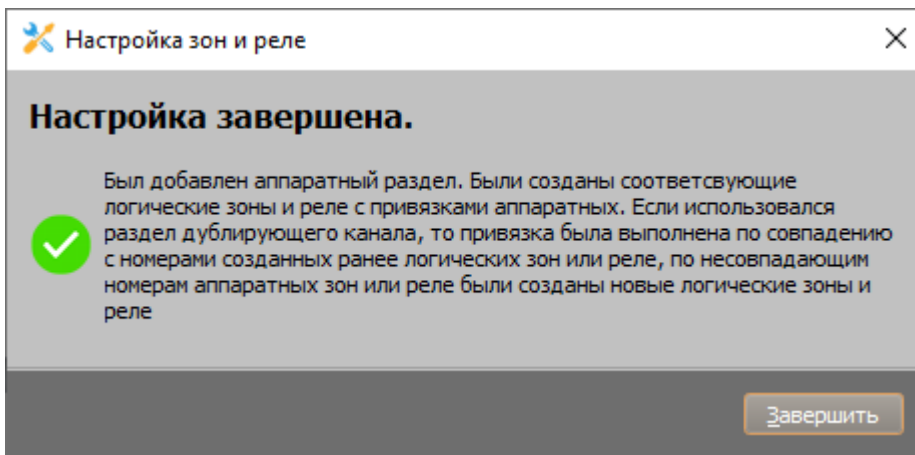 Настройка зон и реле
Настройка завершена.
Был добавлен аппаратный раздел. Были созданы соответсвующие
логические зоны и реле с привязками аппаратных. Если использовался
раздел дублирующего канала, то привязка была выполнена по совпадению
с номерами созданных ранее логических зон или реле, по несовпадающим
номерам аппаратных зон или реле были созданы новые логические зоны и
реле
Завершить